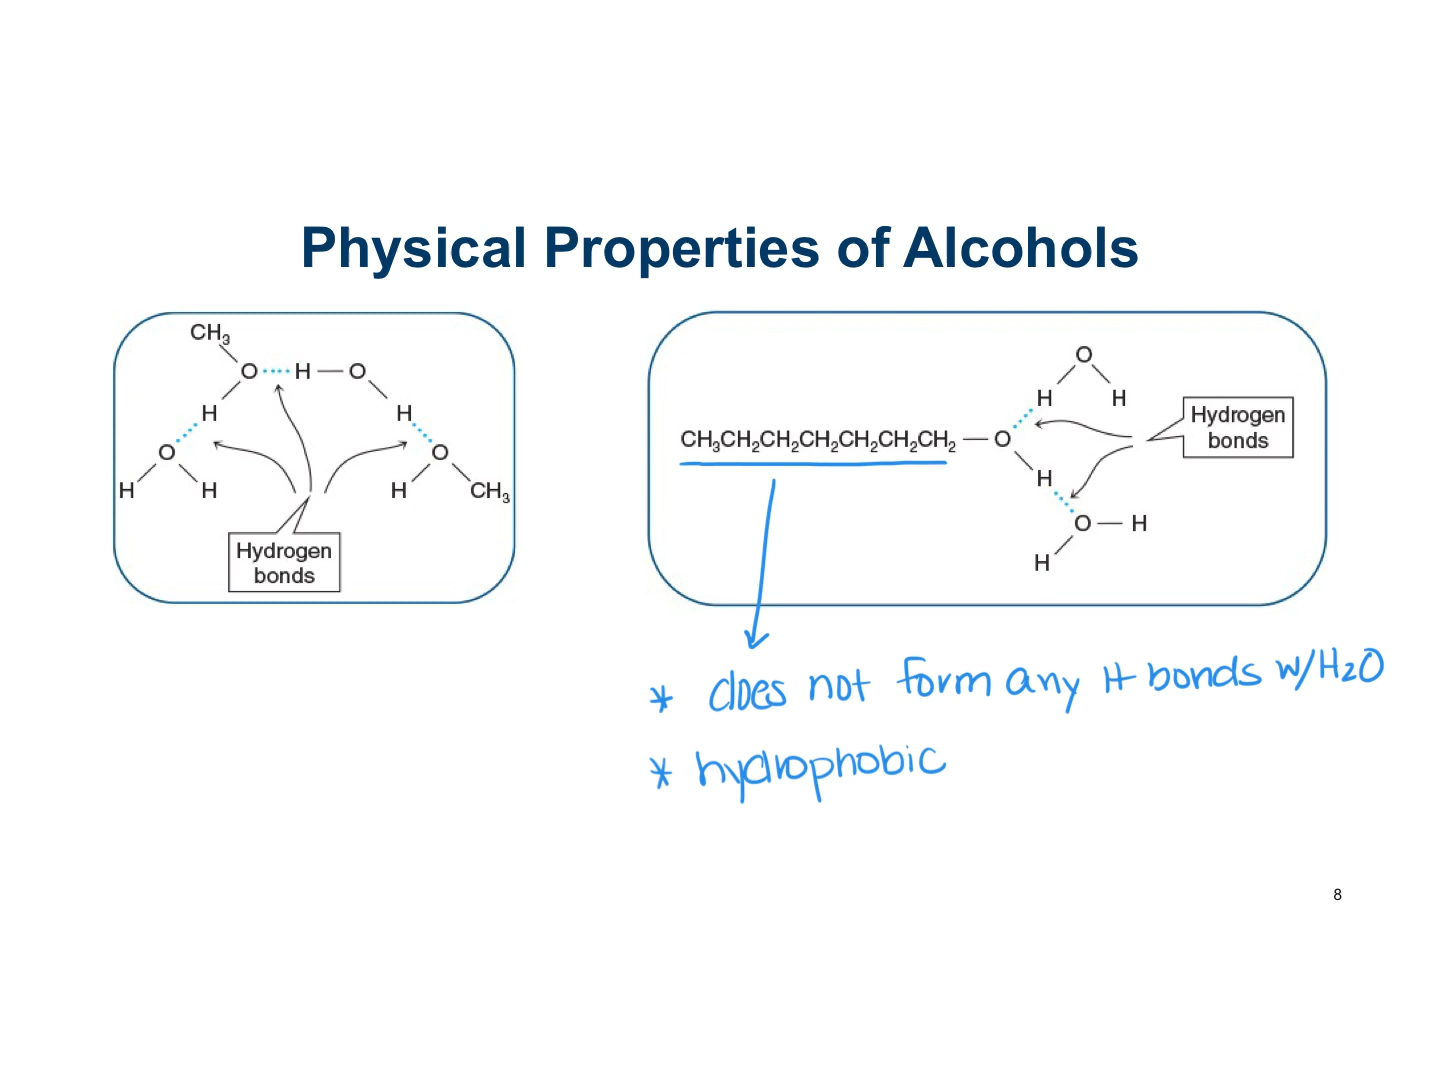 Physical Properties of Alcohols
CH₃
O H — O
H H
O O
H H H CH₃
Hydrogen
bonds
O
H H
Hydrogen
bonds
CH₃CH₂CH₂CH₂CH₂CH₂CH₂ — O
H
O — H
H
* does not form any H bonds w/H₂O
* hydrophobic
8